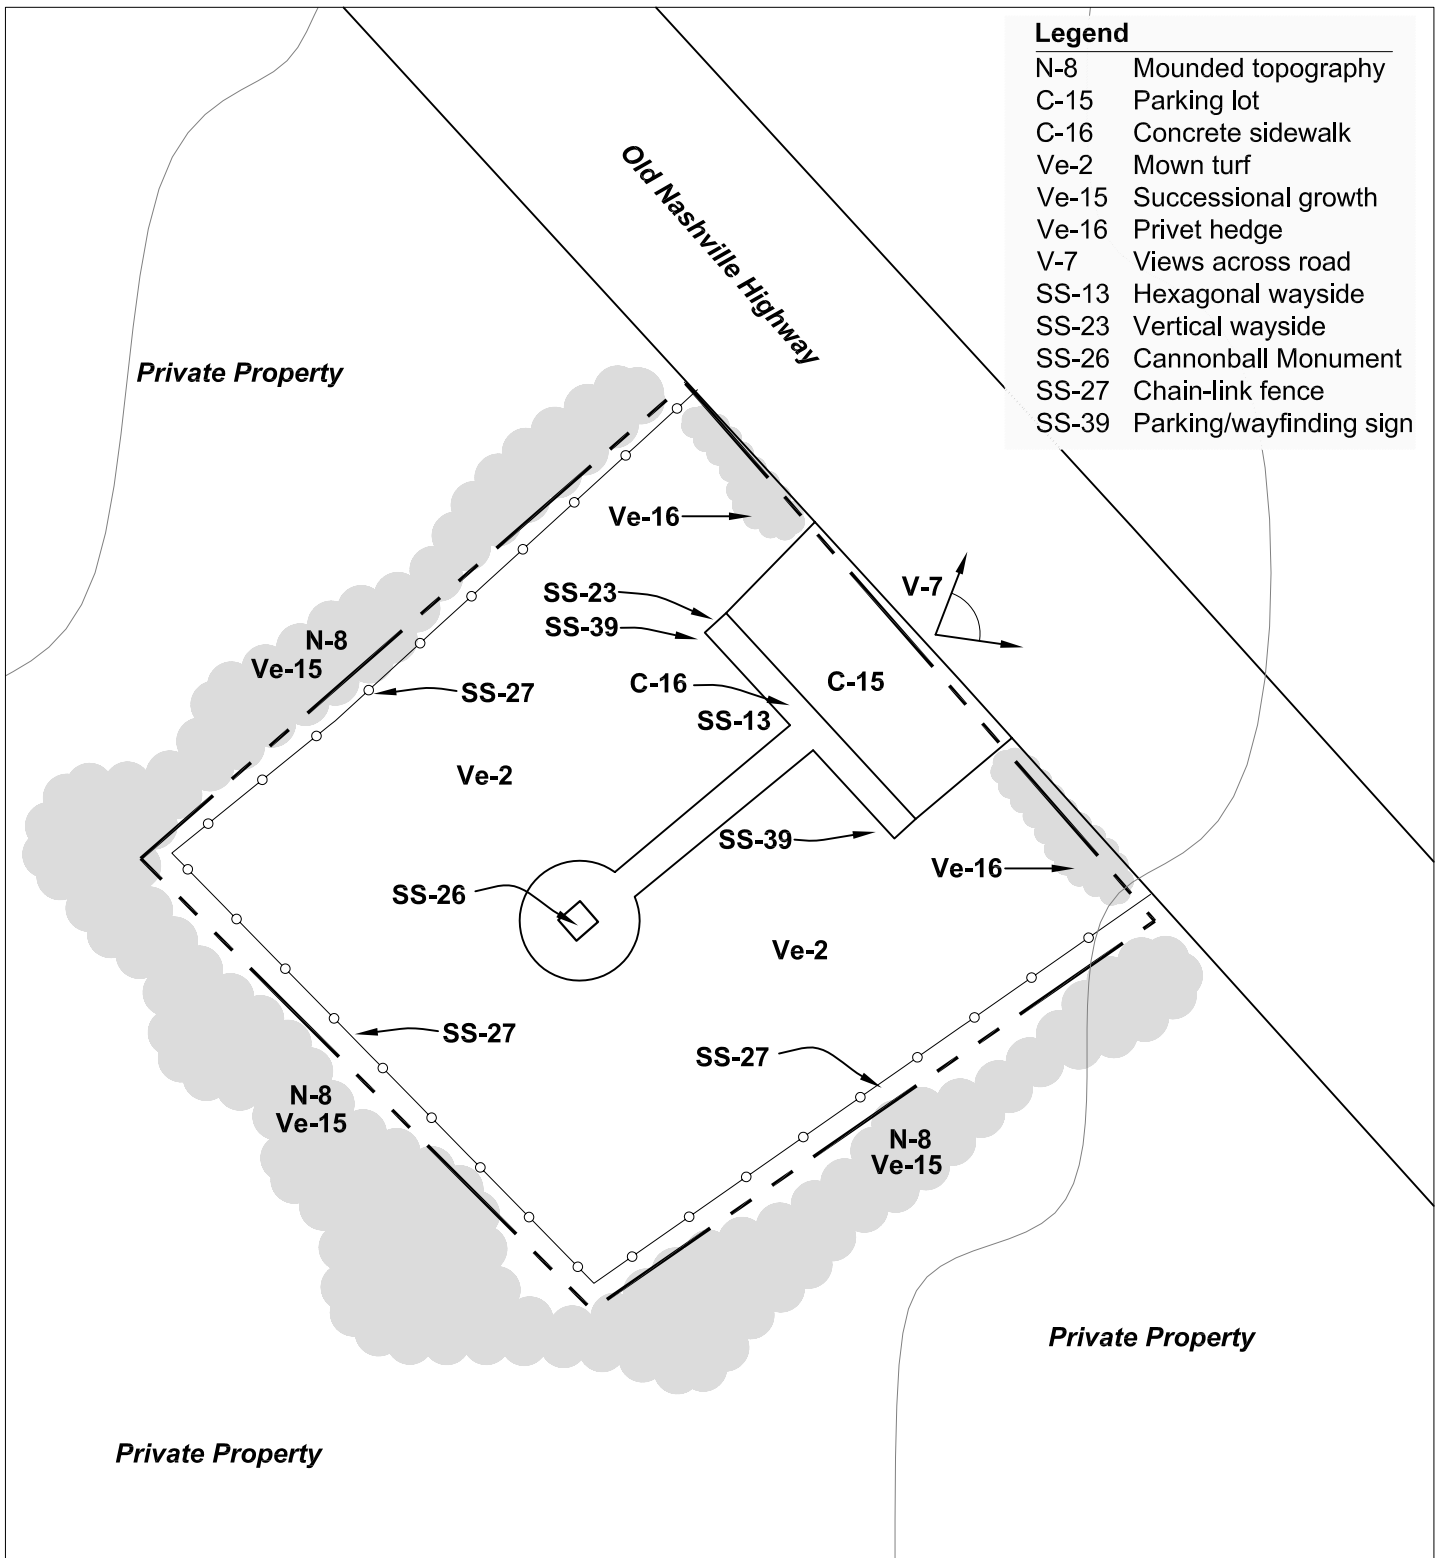 Legend
N-8 Mounded topography
C-15 Parking lot
C-16 Concrete sidewalk
Ve-2 Mown turf
Ve-15 Successional growth
Ve-16 Privet hedge
V-7 Views across road
SS-13 Hexagonal wayside
SS-23 Vertical wayside
SS-26 Cannonball Monument
SS-27 Chain-link fence
SS-39 Parking/wayfinding sign
Old Nashville Highway
Private Property
Ve-16
V-7
SS-23
SS-39
N-8
Ve-15
SS-27
C-16
C-15
SS-13
Ve-2
SS-39
Ve-16
SS-26
Ve-2
SS-27
SS-27
N-8
Ve-15
N-8
Ve-15
Private Property
Private Property